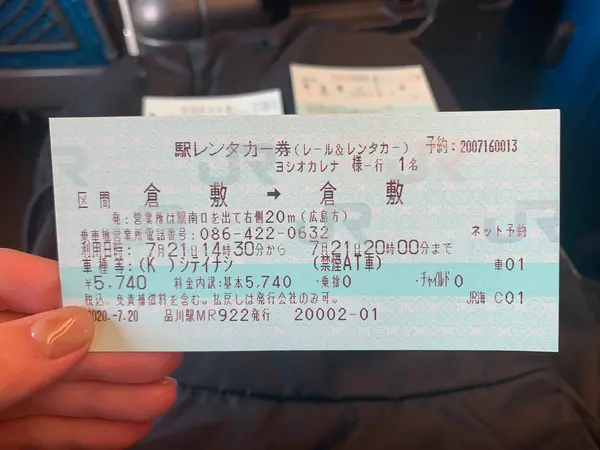 駅レンタカー券(レール&レンタカー) 予約:2007160013
ヨシオカレナ 様一行 1名
区間 倉敷 → 倉敷
発:営業所は駅南口を出て右側20m(広島方)
乗車機営業所電話番号:086-422-0632 ネット予約
利用日時: 7月21日14時30分から 7月21日20時00分まで
車種等:(K )シテイナシ (禁煙AT車) 車01
¥5,740 料金内訳:基本5,740 ・乗捨0 ・チャイルド0
税込。免責補償料を含む。払戻しは発行会社のみ可。 JR海 C01
2020.-7.20 品川駅MR922発行 20002-01